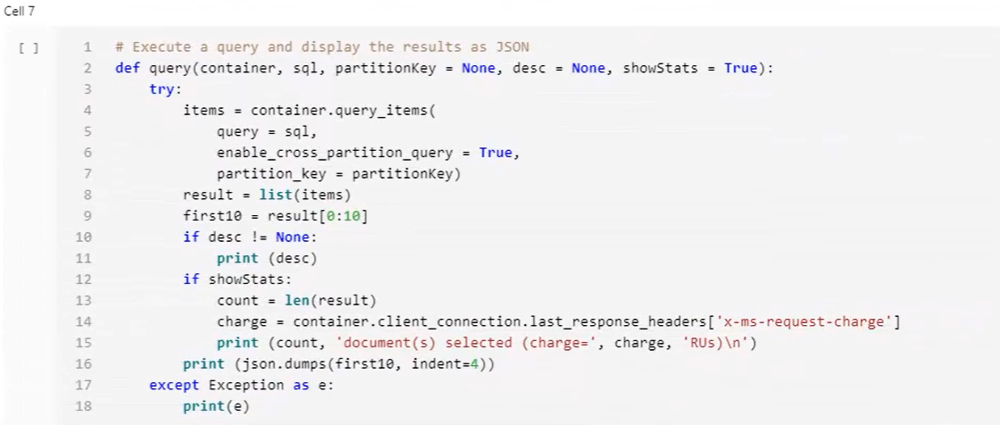 Cell 7
[ ]
1 # Execute a query and display the results as JSON
2 def query(container, sql, partitionKey = None, desc = None, showStats = True):
3     try:
4         items = container.query_items(
5             query = sql,
6             enable_cross_partition_query = True,
7             partition_key = partitionKey)
8         result = list(items)
9         first10 = result[0:10]
10         if desc != None:
11             print (desc)
12         if showStats:
13             count = len(result)
14             charge = container.client_connection.last_response_headers['x-ms-request-charge']
15             print (count, 'document(s) selected (charge=', charge, 'RUs)\n')
16         print (json.dumps(first10, indent=4))
17     except Exception as e:
18         print(e)